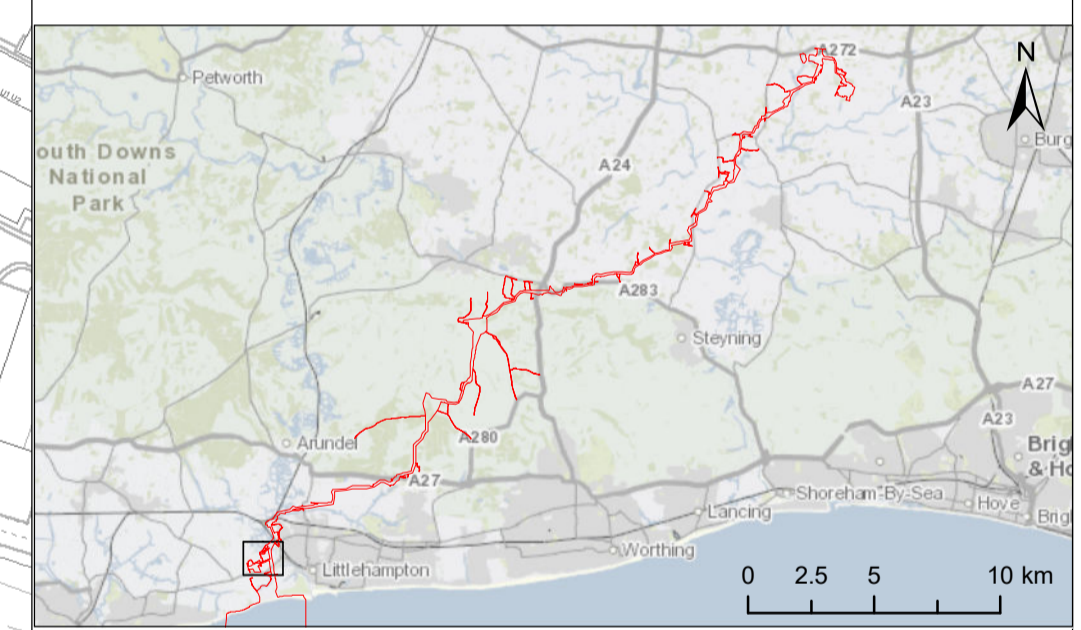 A272
N
Petworth
A23
Burg
outh Downs
National
Park
A24
A283
Steyning
A27
A23
Arundel
A280
Brig
& Ho
A27
Shoreham-By-Sea
Hove
Lancing
Brig
Worthing
Littlehampton
0 2.5 5 10 km